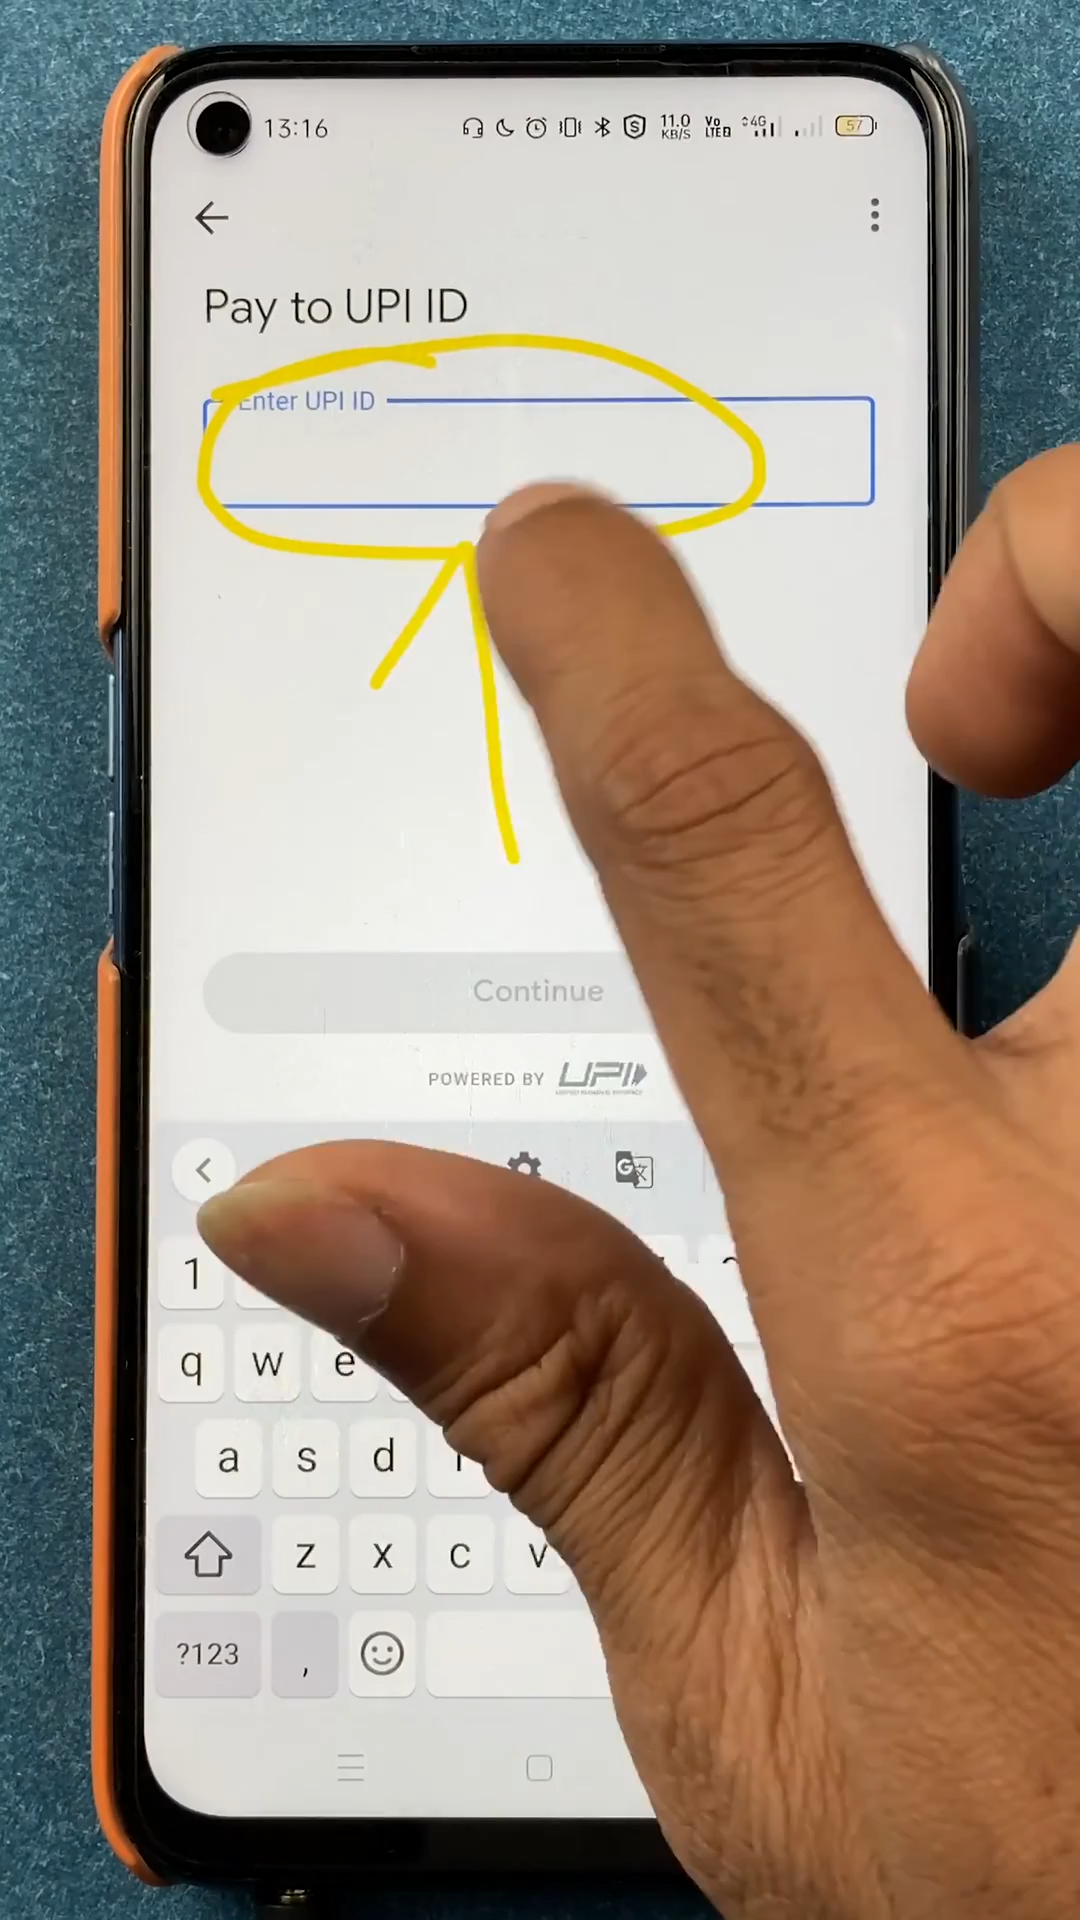 13:16
11.0
KB/S
Vo
LTE2
4G
57
Pay to UPI ID
Enter UPI ID
Continue
POWERED BY UPI
1
q w e
a s d
z x c v
?123 ,